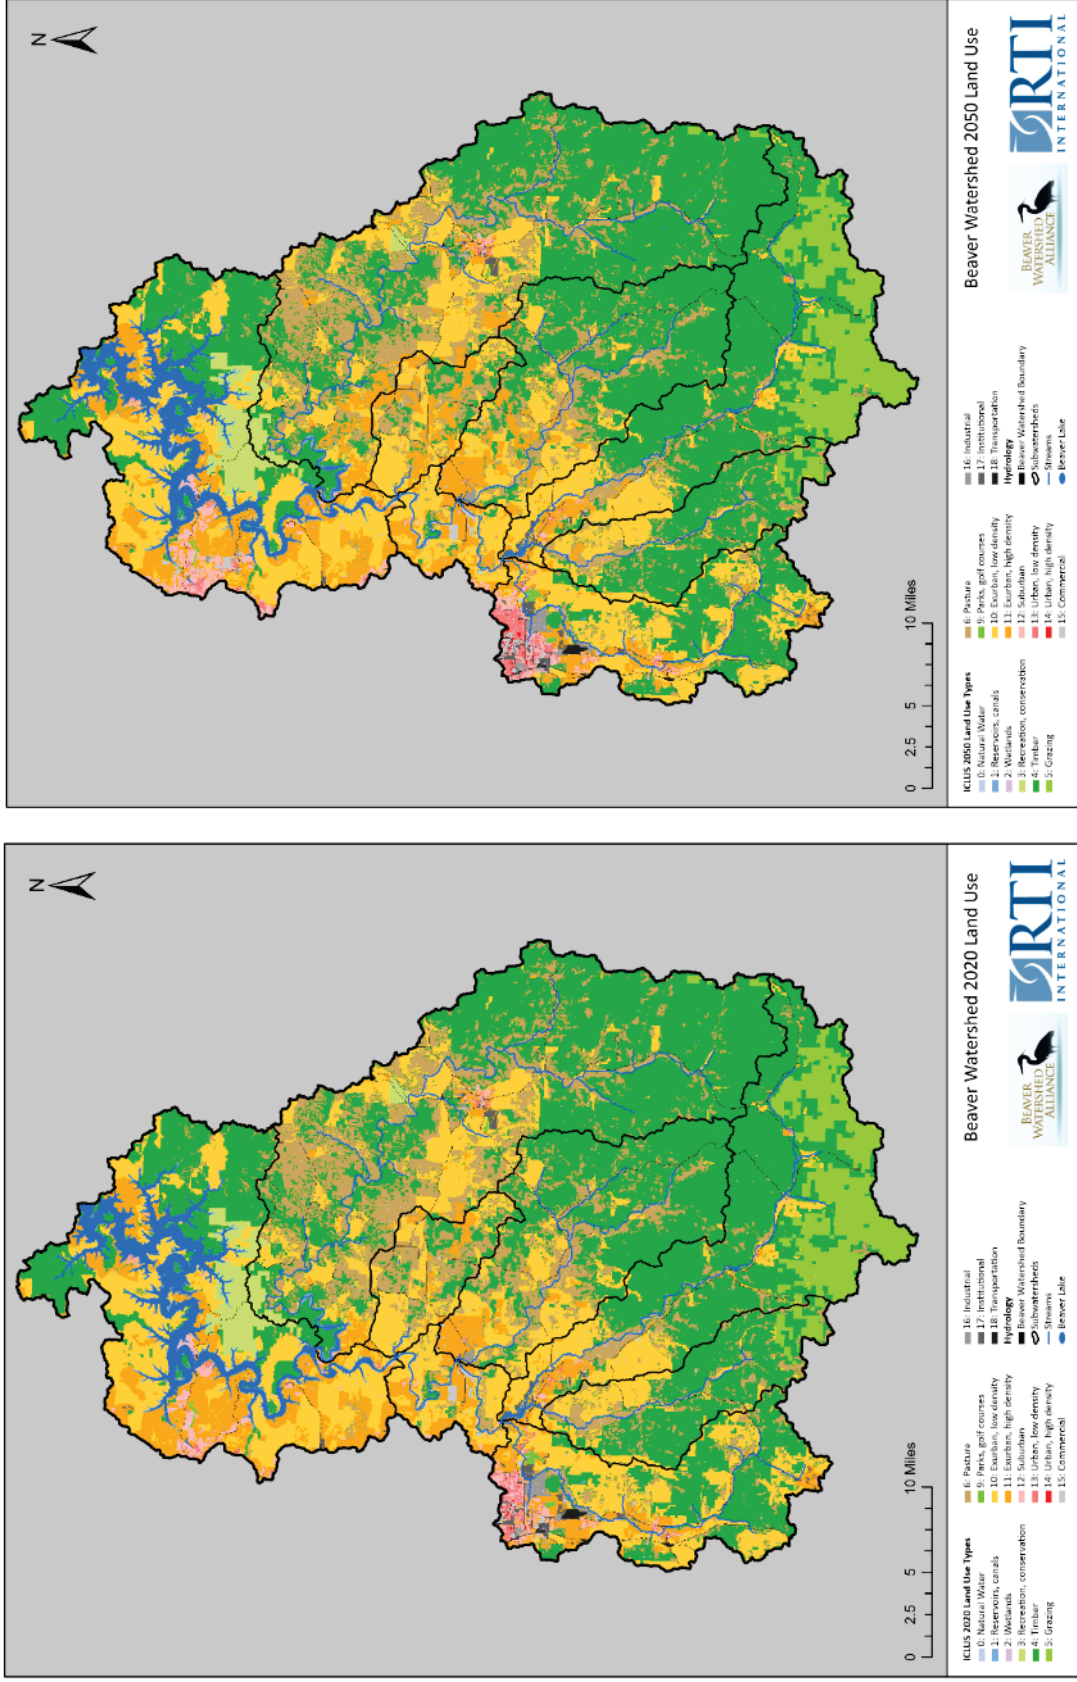 N
0 2.5 5 10 Miles
ICLUS 2020 Land Use Types
0: Natural Water
1: Reservoirs, canals
2: Wetlands
3: Recreation, conservation
4: Timber
5: Grazing
6: Pasture
9: Parks, golf courses
10: Exurban, low density
11: Exurban, high density
12: Suburban
13: Urban, low density
14: Urban, high density
15: Commercial
16: Industrial
17: Institutional
18: Transportation
Hydrology
Beaver Watershed Boundary
Subwatersheds
Streams
Beaver Lake
Beaver Watershed 2020 Land Use
BEAVER
WATERSHED
ALLIANCE
RTI
INTERNATIONAL
N
0 2.5 5 10 Miles
ICLUS 2050 Land Use Types
0: Natural Water
1: Reservoirs, canals
2: Wetlands
3: Recreation, conservation
4: Timber
5: Grazing
6: Pasture
9: Parks, golf courses
10: Exurban, low density
11: Exurban, high density
12: Suburban
13: Urban, low density
14: Urban, high density
15: Commercial
16: Industrial
17: Institutional
18: Transportation
Hydrology
Beaver Watershed Boundary
Subwatersheds
Streams
Beaver Lake
Beaver Watershed 2050 Land Use
BEAVER
WATERSHED
ALLIANCE
RTI
INTERNATIONAL